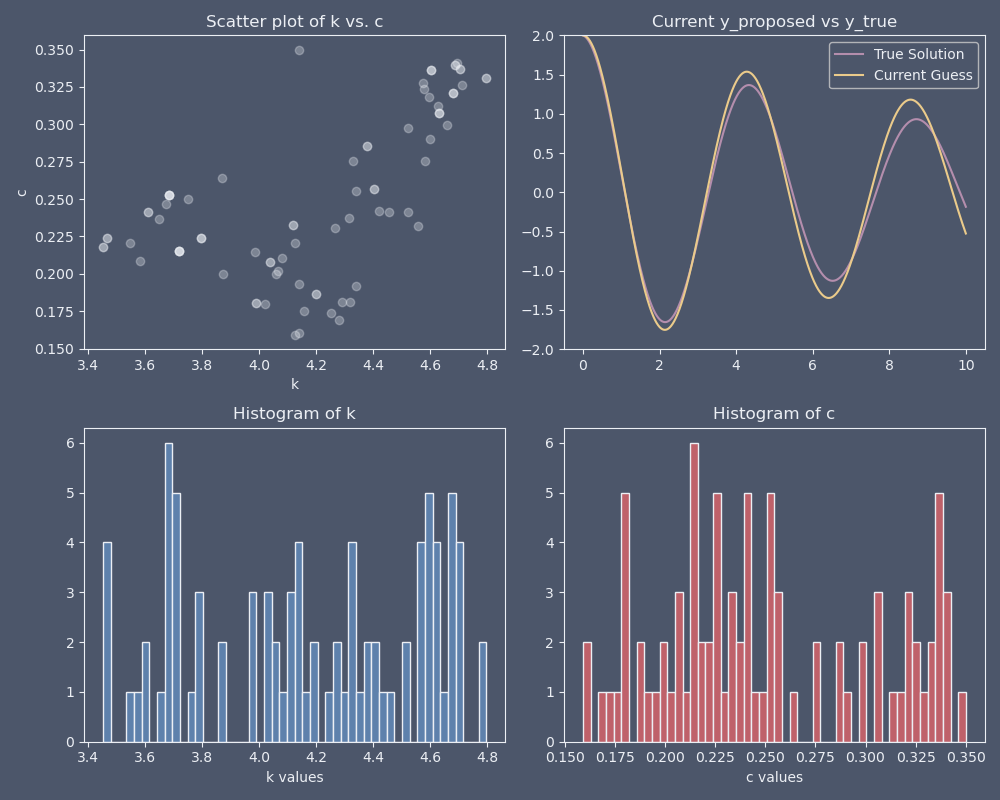 Scatter plot of k vs. c
0.350
0.325
0.300
0.275
0.250
0.225
0.200
0.175
0.150
c
3.4 3.6 3.8 4.0 4.2 4.4 4.6 4.8
k
Current y_proposed vs y_true
2.0
1.5
1.0
0.5
0.0
−0.5
−1.0
−1.5
−2.0
True Solution
Current Guess
0 2 4 6 8 10
Histogram of k
6
5
4
3
2
1
0
3.4 3.6 3.8 4.0 4.2 4.4 4.6 4.8
k values
Histogram of c
6
5
4
3
2
1
0
0.150 0.175 0.200 0.225 0.250 0.275 0.300 0.325 0.350
c values